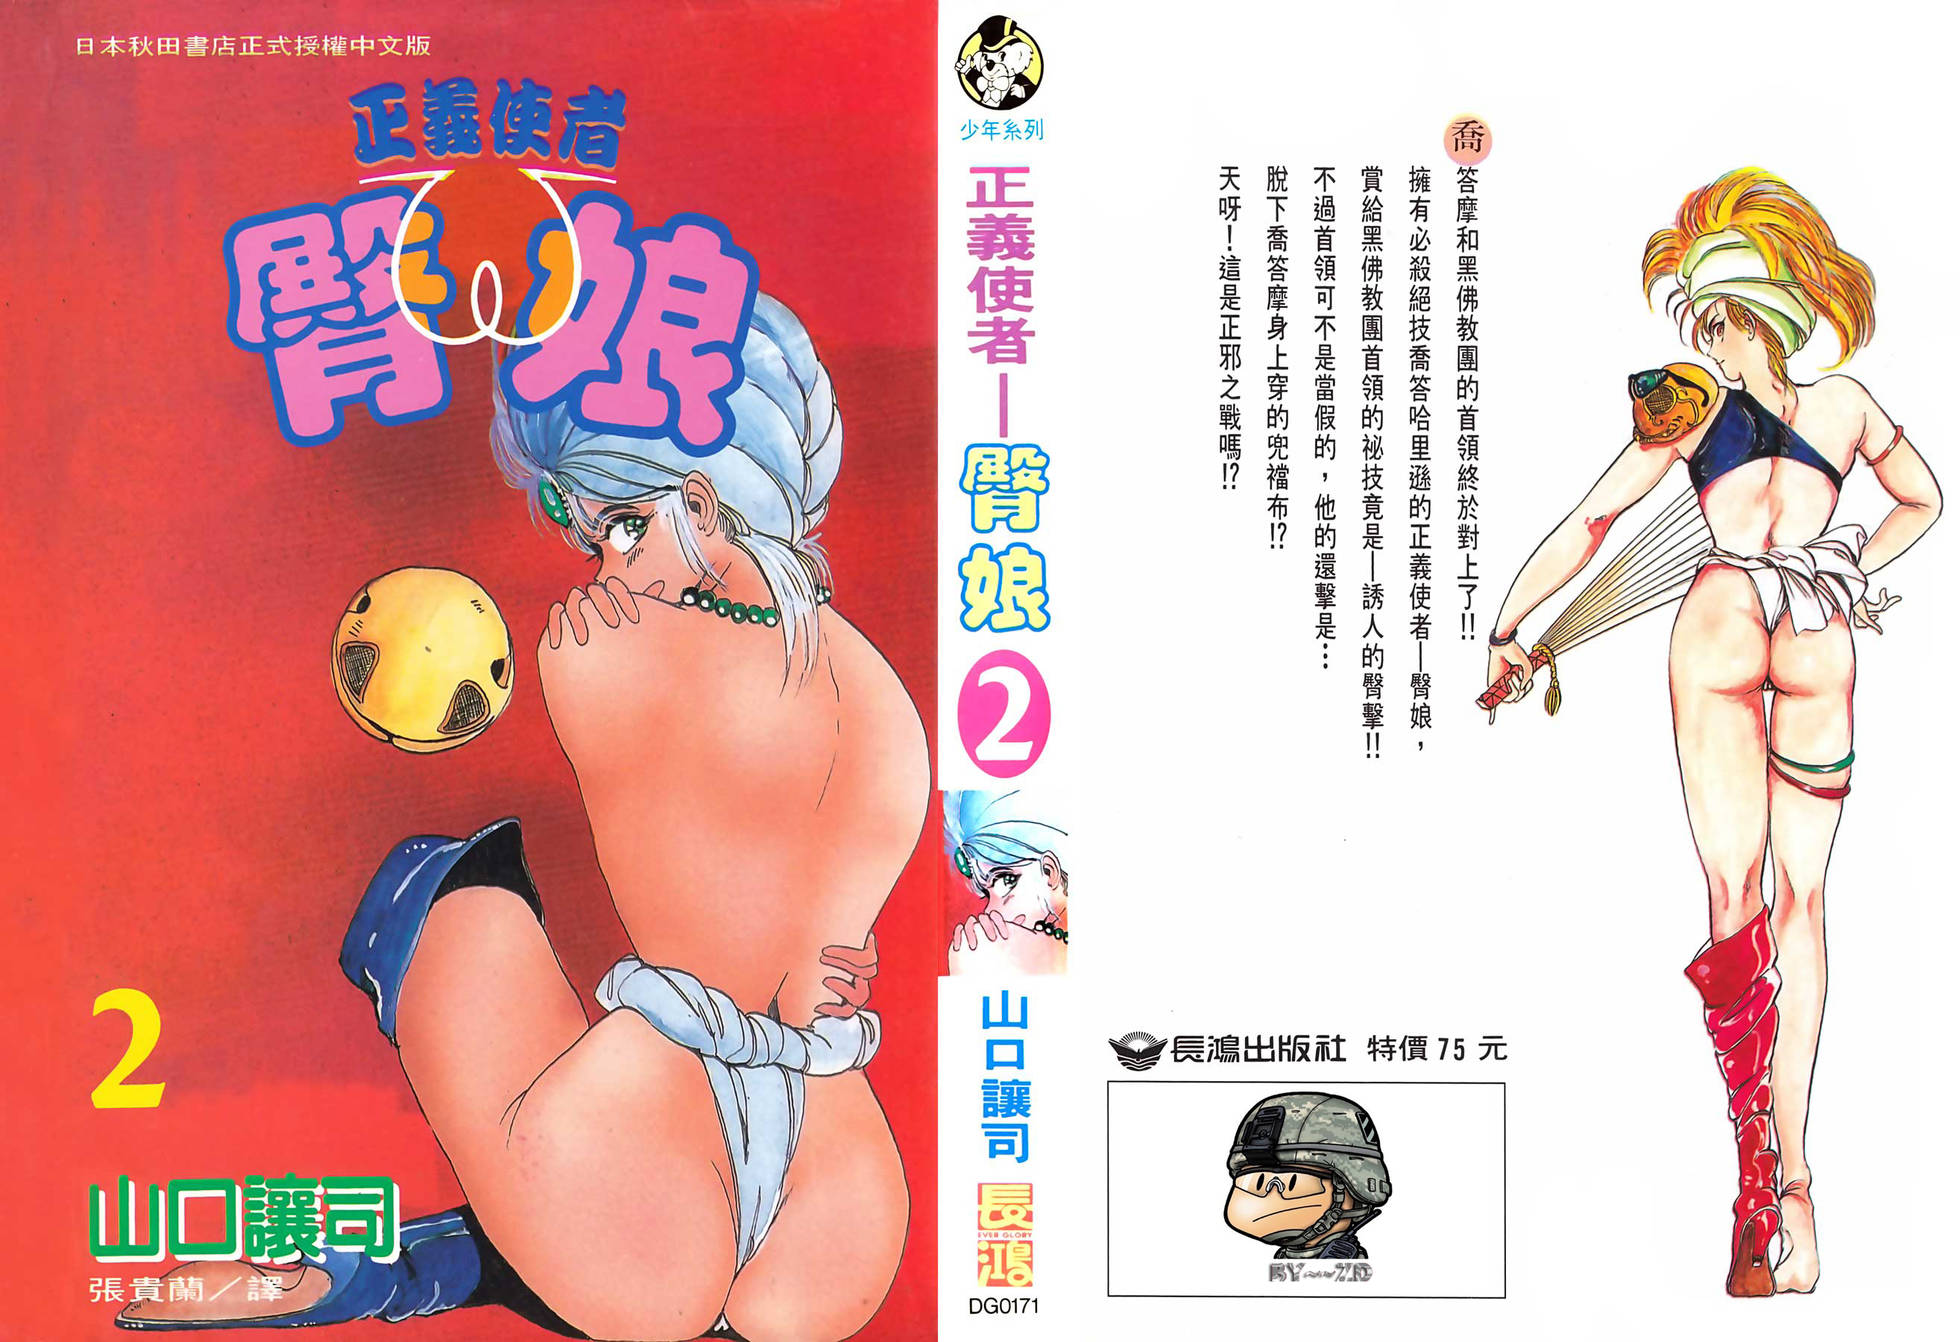 日本秋田書店正式授權中文版
正義使者
臀娘
2
山口讓司
張貴蘭／譯
少年系列
正義使者—臀娘
2
山口讓司
長鴻
EVER GLORY
DG0171
喬答摩和黑佛教團的首領終於對上了!!
擁有必殺絕技喬答哈里遜的正義使者—臀娘，
賞給黑佛教團首領的祕技竟是—誘人的臀擊!!
不過首領可不是當假的，他的還擊是…
脫下喬答摩身上穿的兜襠布!?
天呀！這是正邪之戰嗎!?
長鴻出版社 特價 75 元
BY~~ZD